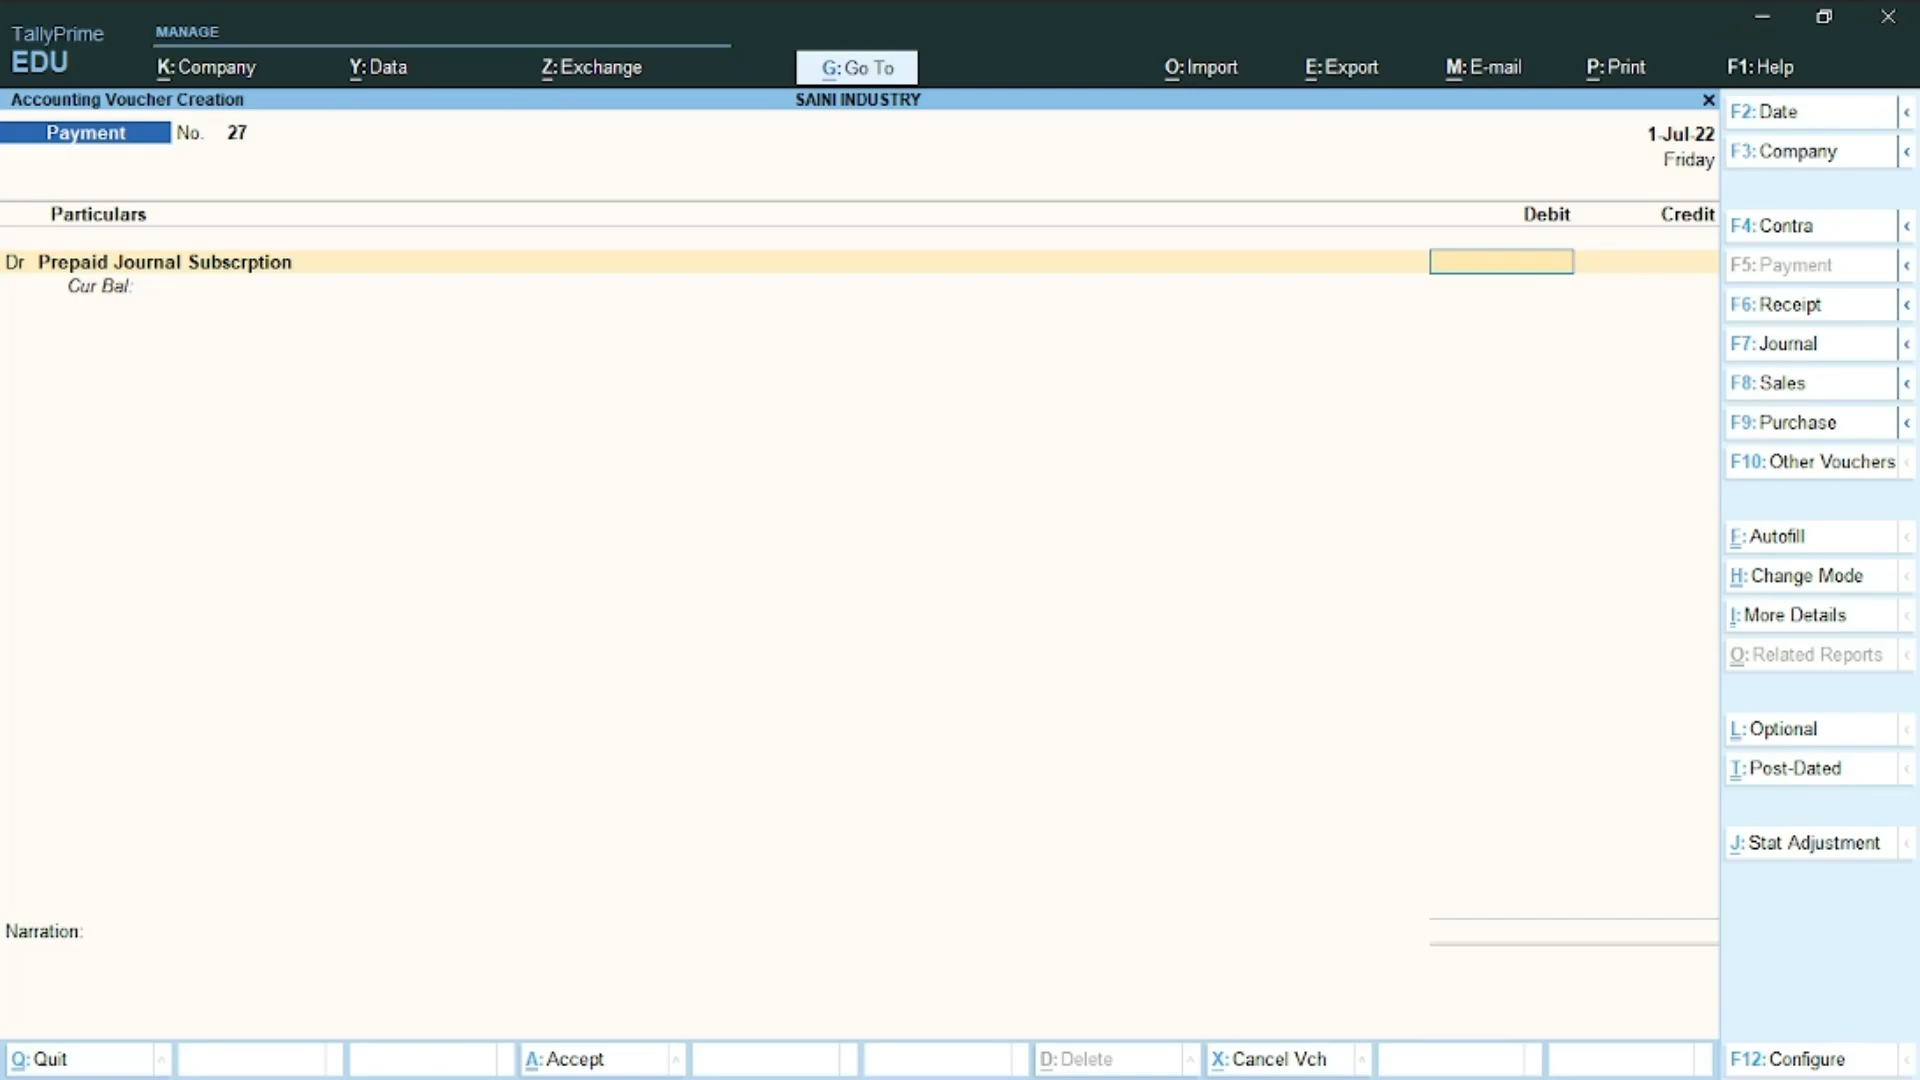 TallyPrime
EDU
MANAGE
K: Company
Y: Data
Z: Exchange
G: Go To
O: Import
E: Export
M: E-mail
P: Print
F1: Help
Accounting Voucher Creation
SAINI INDUSTRY
Payment No. 27
1-Jul-22
Friday
Particulars Debit Credit
Dr Prepaid Journal Subscrption
Cur Bal:
Narration:
F2: Date
F3: Company
F4: Contra
F5: Payment
F6: Receipt
F7: Journal
F8: Sales
F9: Purchase
F10: Other Vouchers
F: Autofill
H: Change Mode
I: More Details
O: Related Reports
L: Optional
T: Post-Dated
J: Stat Adjustment
Q: Quit
A: Accept
D: Delete
X: Cancel Vch
F12: Configure